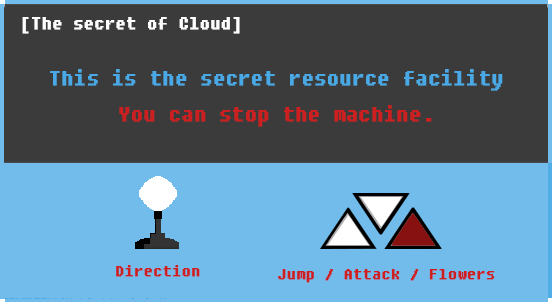 [The secret of Cloud]
This is the secret resource facility
You can stop the machine.
Direction
Jump / Attack / Flowers